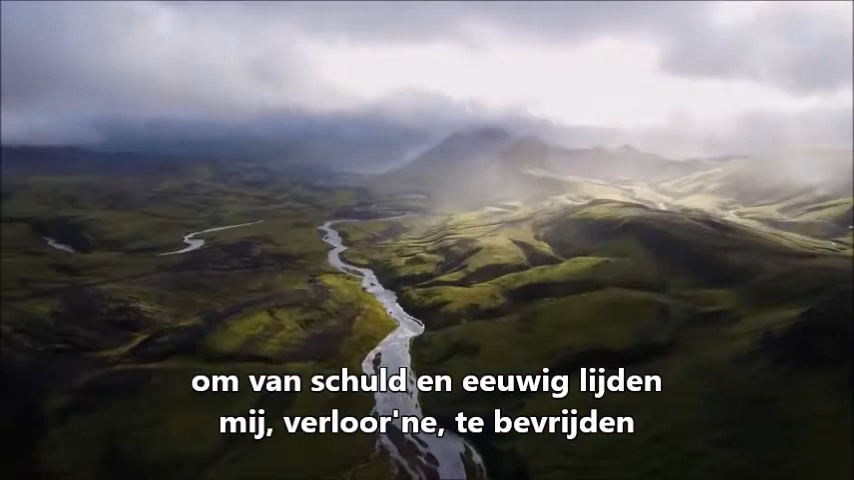 om van schuld en eeuwig lijden
mij, verloor'ne, te bevrijden